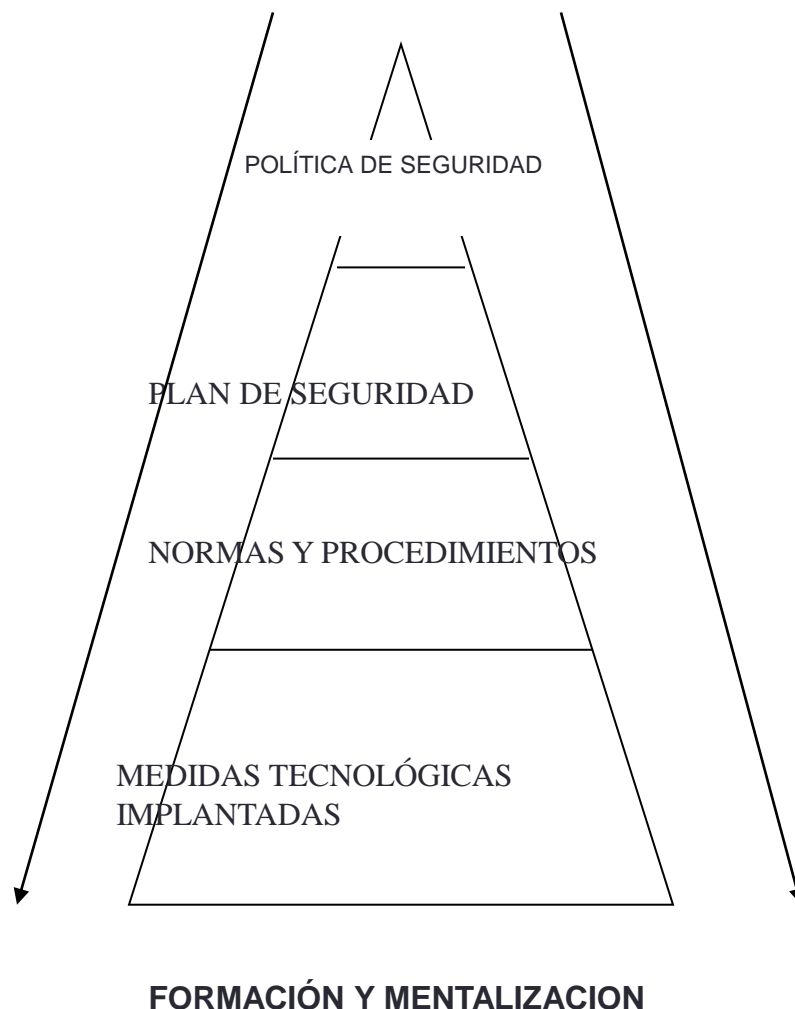 POLÍTICA DE SEGURIDAD
PLAN DE SEGURIDAD
NORMAS Y PROCEDIMIENTOS
MEDIDAS TECNOLÓGICAS
IMPLANTADAS
FORMACIÓN Y MENTALIZACION